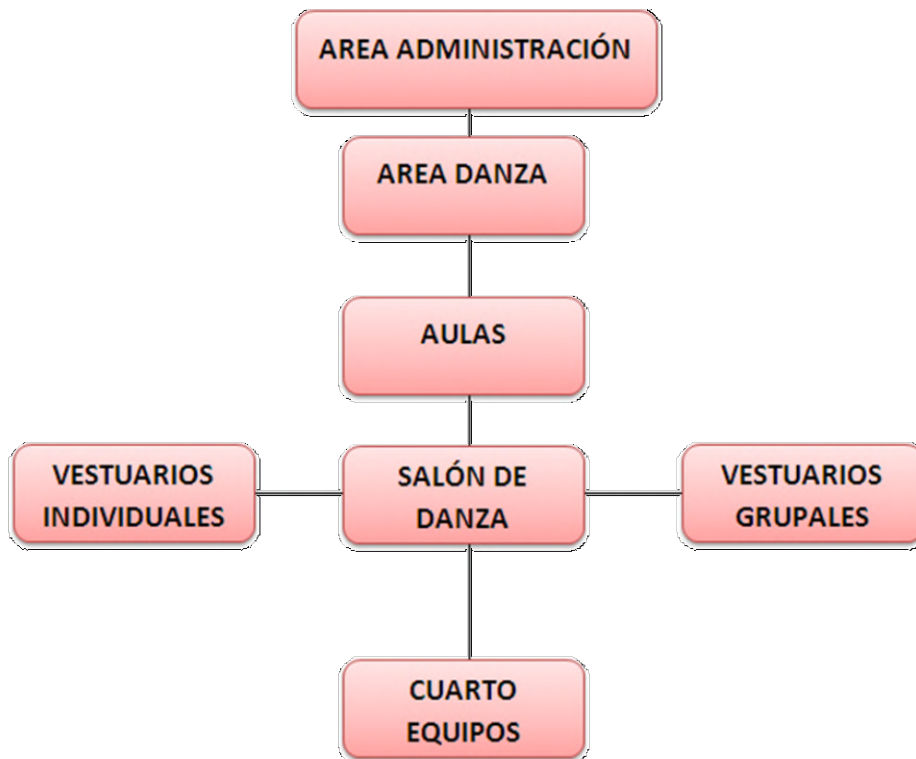 AREA ADMINISTRACIÓN
AREA DANZA
AULAS
VESTUARIOS
INDIVIDUALES
SALÓN DE
DANZA
VESTUARIOS
GRUPALES
CUARTO
EQUIPOS